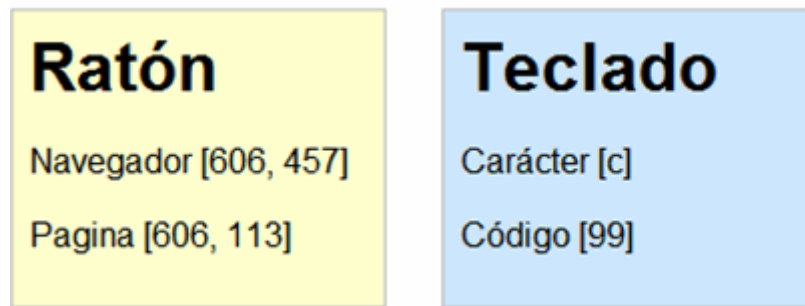 Ratón
Navegador [606, 457]
Pagina [606, 113]
Teclado
Carácter [c]
Código [99]